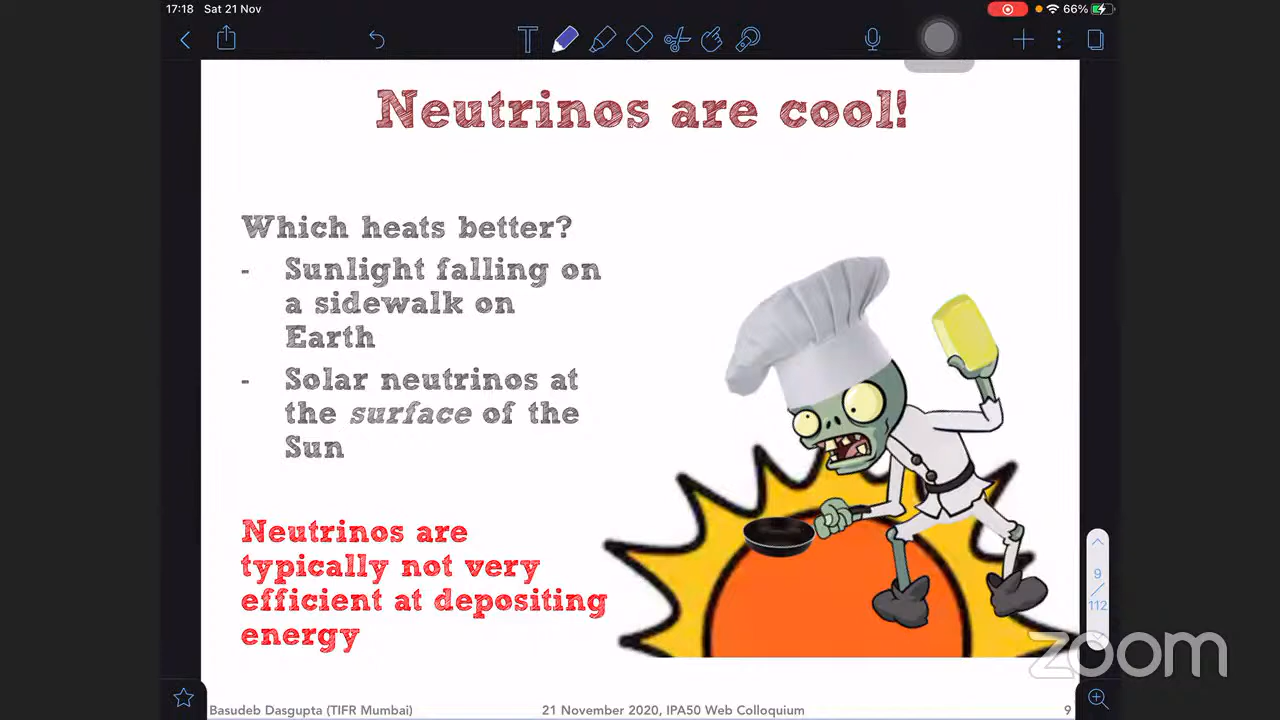 17:18 Sat 21 Nov
66%
Neutrinos are cool!
Which heats better?
- Sunlight falling on
a sidewalk on
Earth
- Solar neutrinos at
the surface of the
Sun
Neutrinos are
typically not very
efficient at depositing
energy
9
/
112
zoom
Basudeb Dasgupta (TIFR Mumbai)
21 November 2020, IPA50 Web Colloquium
9